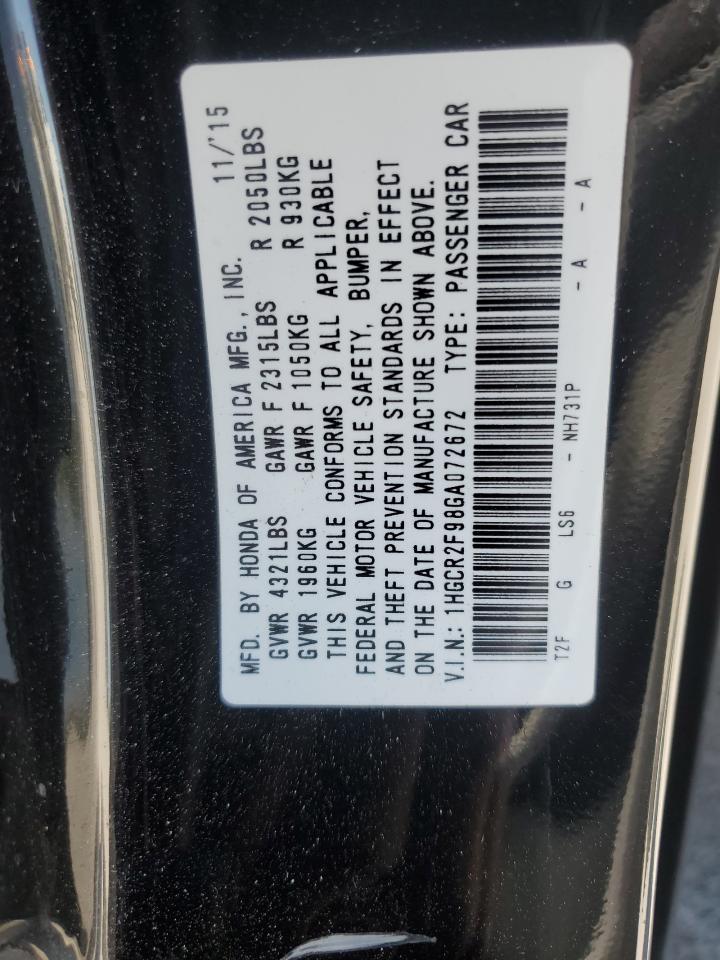 MFD. BY HONDA OF AMERICA MFG., INC. 11/'15
GVWR 4321LBS GAWR F 2315LBS R 2050LBS
GVWR 1960KG GAWR F 1050KG R 930KG
THIS VEHICLE CONFORMS TO ALL APPLICABLE
FEDERAL MOTOR VEHICLE SAFETY, BUMPER,
AND THEFT PREVENTION STANDARDS IN EFFECT
ON THE DATE OF MANUFACTURE SHOWN ABOVE.
V.I.N.: 1HGCR2F98GA072672 TYPE: PASSENGER CAR
T2F G LS6 - NH731P - A - A